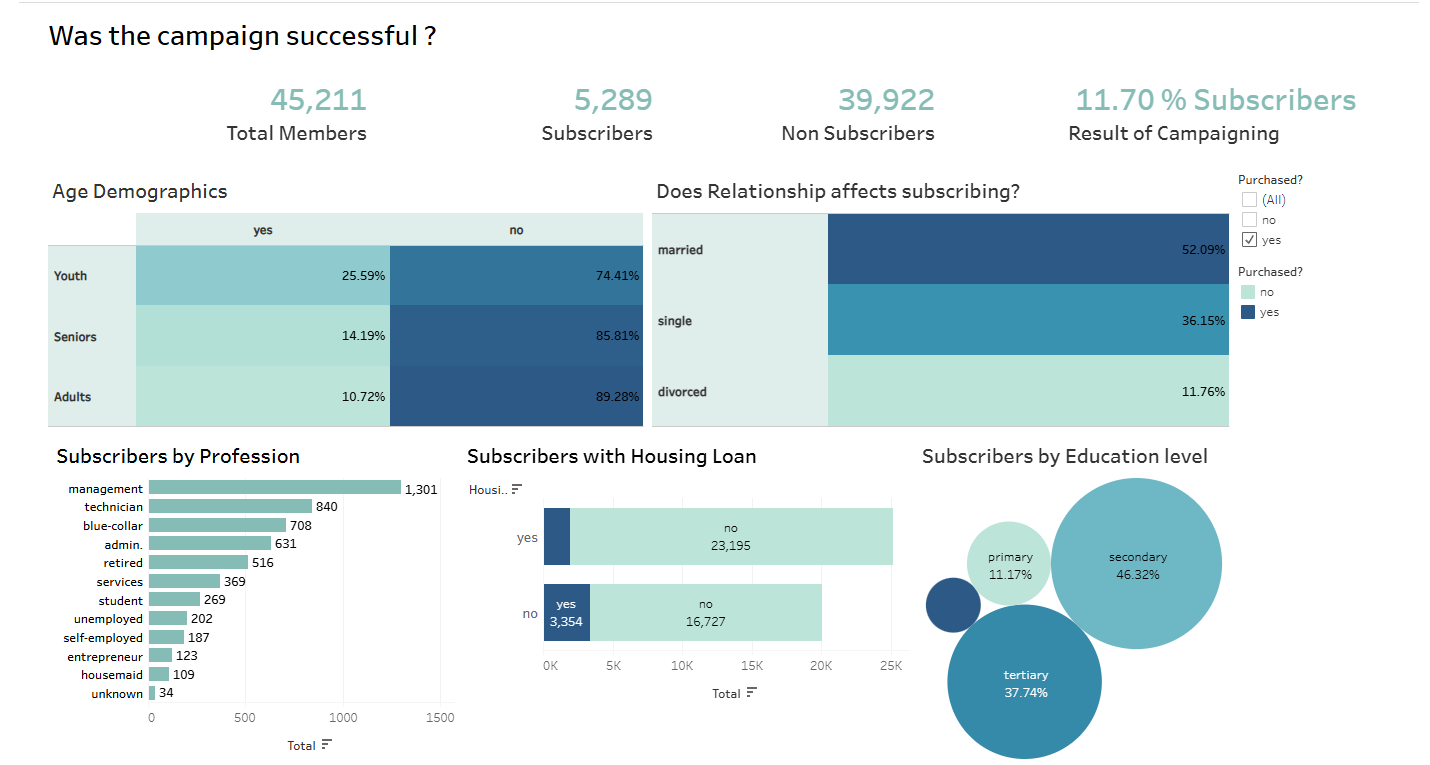 Was the campaign successful ?
45,211
Total Members
5,289
Subscribers
39,922
Non Subscribers
11.70 % Subscribers
Result of Campaigning
Age Demographics
yes no
Youth 25.59% 74.41%
Seniors 14.19% 85.81%
Adults 10.72% 89.28%
Does Relationship affects subscribing?
married 52.09%
single 36.15%
divorced 11.76%
Purchased?
(All)
no
yes
Purchased?
no
yes
Subscribers by Profession
management 1,301
technician 840
blue-collar 708
admin. 631
retired 516
services 369
student 269
unemployed 202
self-employed 187
entrepreneur 123
housemaid 109
unknown 34
0 500 1000 1500
Total
Subscribers with Housing Loan
Housi..
yes
no
23,195
no
yes
3,354
no
16,727
0K 5K 10K 15K 20K 25K
Total
Subscribers by Education level
primary
11.17%
secondary
46.32%
tertiary
37.74%